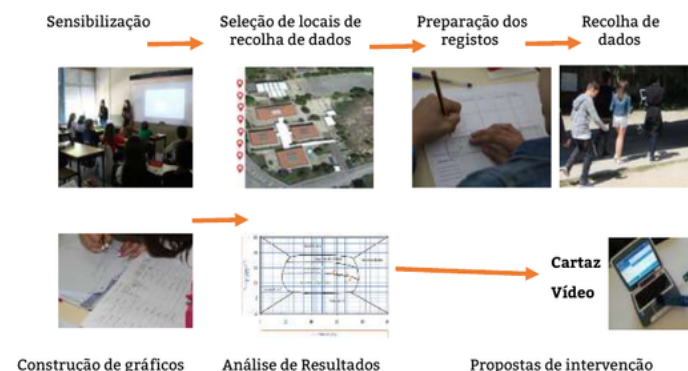 Sensibilização
Seleção de locais de
recolha de dados
Preparação dos
registos
Recolha de
dados
Cartaz
Vídeo
Construção de gráficos
Análise de Resultados
Propostas de intervenção